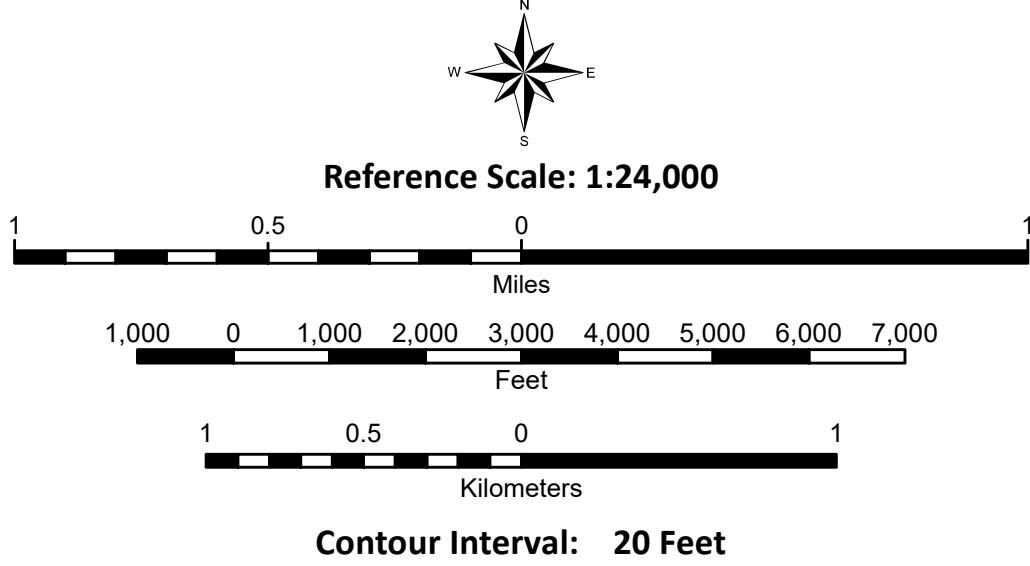 N
W E
S
Reference Scale: 1:24,000
1 0.5 0 1
Miles
1,000 0 1,000 2,000 3,000 4,000 5,000 6,000 7,000
Feet
1 0.5 0 1
Kilometers
Contour Interval: 20 Feet